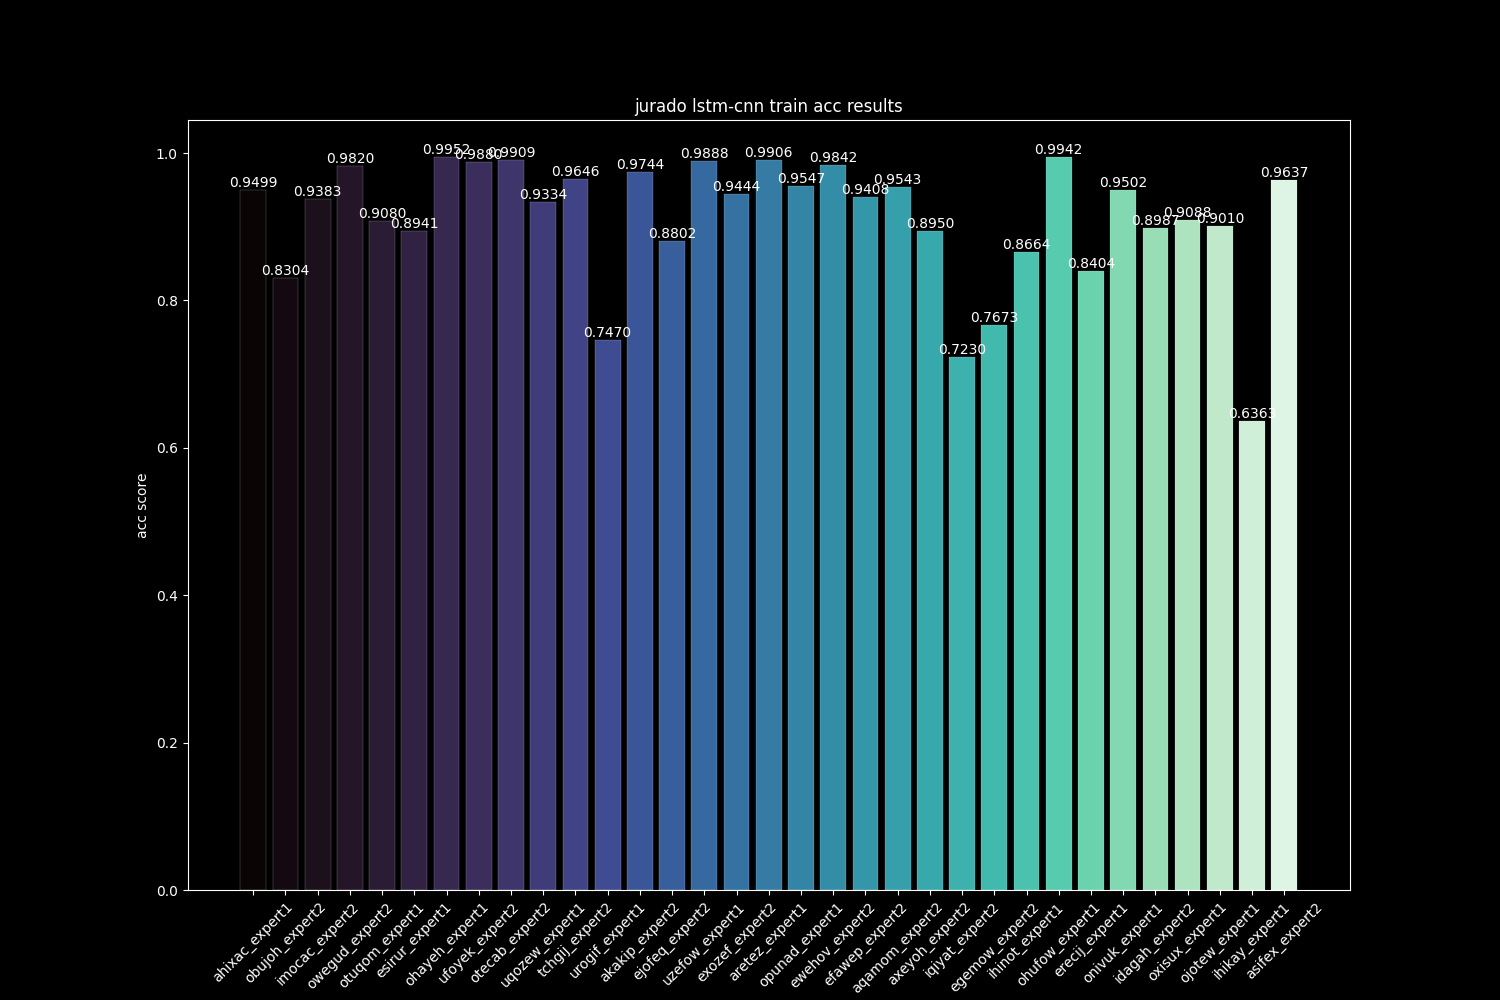 jurado lstm-cnn train acc results
acc score
1.0
0.8
0.6
0.4
0.2
0.0
0.9499
0.8304
0.9383
0.9820
0.9080
0.8941
0.9952
0.9880
0.9909
0.9334
0.9646
0.7470
0.9744
0.8802
0.9888
0.9444
0.9906
0.9547
0.9842
0.9408
0.9543
0.8950
0.7230
0.7673
0.8664
0.9942
0.8404
0.9502
0.8987
0.9088
0.9010
0.6363
0.9637
ahixac_expert1
obujoh_expert2
imocac_expert2
owegud_expert2
otuqom_expert1
esirur_expert1
ohayeh_expert1
ufoyek_expert2
otecab_expert2
uqozew_expert1
tchgij_expert2
urogif_expert1
akakip_expert2
ejofeq_expert2
uzefow_expert1
exozef_expert2
aretez_expert1
opunad_expert1
ewehov_expert2
efawep_expert2
aqamom_expert2
axeyoh_expert2
iqiyat_expert2
egemow_expert2
ihinot_expert1
ohufow_expert1
erecij_expert1
onivuk_expert1
idagah_expert2
oxisux_expert1
ojotew_expert1
ihikay_expert1
asifex_expert2